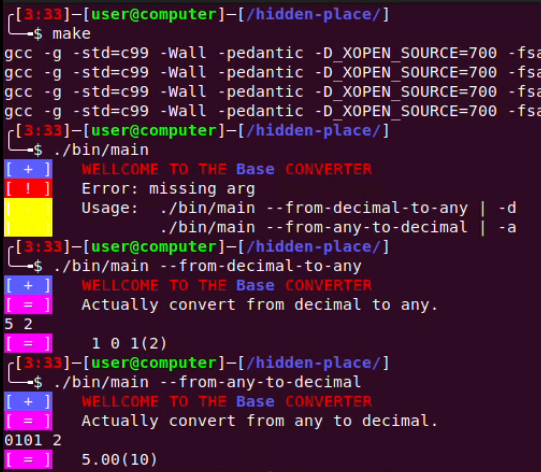 ┌[3:33]─[user@computer]─[/hidden-place/]
└─╼$ make
gcc -g -std=c99 -Wall -pedantic -D_XOPEN_SOURCE=700 -fsa
gcc -g -std=c99 -Wall -pedantic -D_XOPEN_SOURCE=700 -fsa
gcc -g -std=c99 -Wall -pedantic -D_XOPEN_SOURCE=700 -fsa
gcc -g -std=c99 -Wall -pedantic -D_XOPEN_SOURCE=700 -fsa
┌[3:33]─[user@computer]─[/hidden-place/]
└─╼$ ./bin/main
[ + ] WELLCOME TO THE Base CONVERTER
[ ! ] Error: missing arg
Usage: ./bin/main --from-decimal-to-any | -d
./bin/main --from-any-to-decimal | -a
┌[3:33]─[user@computer]─[/hidden-place/]
└─╼$ ./bin/main --from-decimal-to-any
[ + ] WELLCOME TO THE Base CONVERTER
[ = ] Actually convert from decimal to any.
5 2
[ = ] 1 0 1(2)
┌[3:33]─[user@computer]─[/hidden-place/]
└─╼$ ./bin/main --from-any-to-decimal
[ + ] WELLCOME TO THE Base CONVERTER
[ = ] Actually convert from any to decimal.
0101 2
[ = ] 5.00(10)